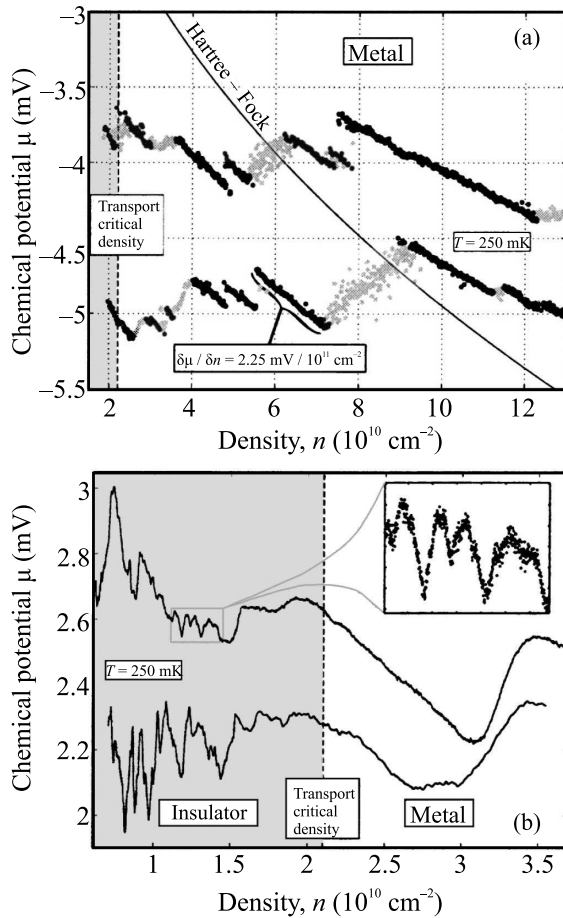 (a)
Metal
Hartree – Fock
Transport
critical
density
T = 250 mK
δμ / δn = 2.25 mV / 10¹¹ cm⁻²
Chemical potential μ (mV)
−3
−3.5
−4
−4.5
−5
−5.5
2 4 6 8 10 12
Density, n (10¹⁰ cm⁻²)
3
2.8
2.6
2.4
2.2
2
Chemical potential μ (mV)
T = 250 mK
Insulator
Transport
critical
density
Metal
(b)
1 1.5 2 2.5 3 3.5
Density, n (10¹⁰ cm⁻²)